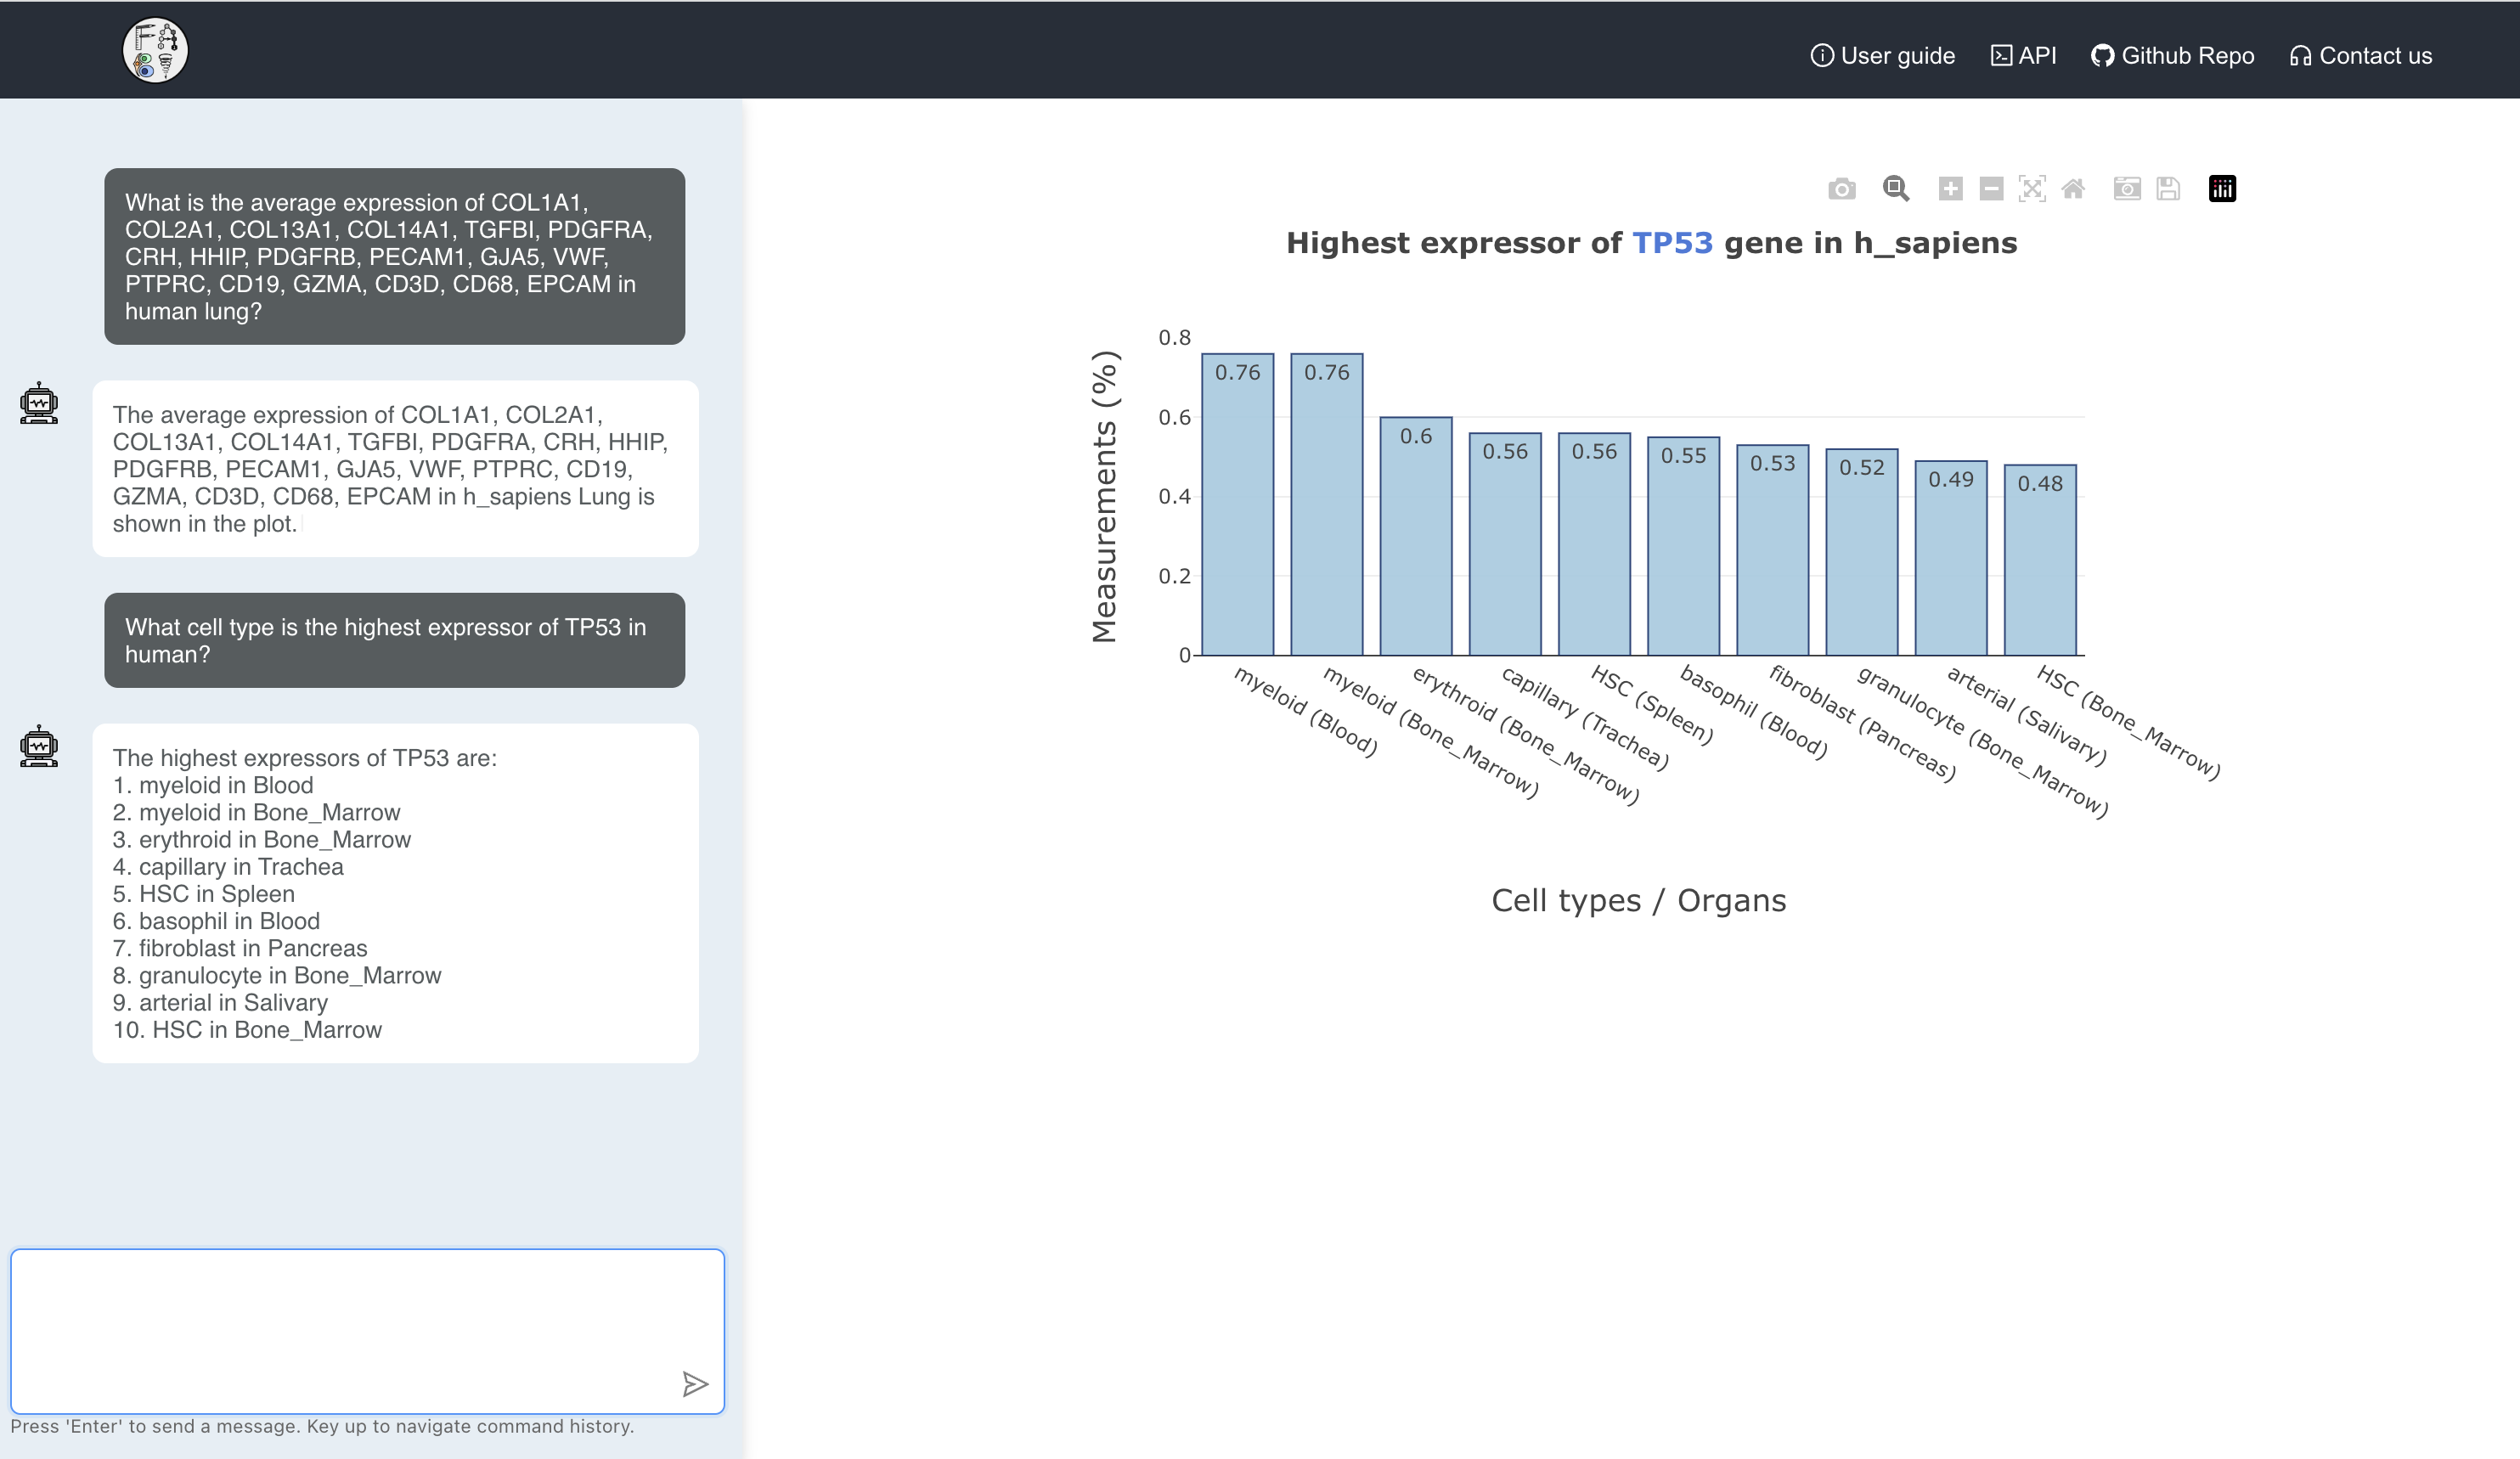 User guide
API
Github Repo
Contact us
What is the average expression of COL1A1,
COL2A1, COL13A1, COL14A1, TGFBI, PDGFRA,
CRH, HHIP, PDGFRB, PECAM1, GJA5, VWF,
PTPRC, CD19, GZMA, CD3D, CD68, EPCAM in
human lung?
The average expression of COL1A1, COL2A1,
COL13A1, COL14A1, TGFBI, PDGFRA, CRH, HHIP,
PDGFRB, PECAM1, GJA5, VWF, PTPRC, CD19,
GZMA, CD3D, CD68, EPCAM in h_sapiens Lung is
shown in the plot.
What cell type is the highest expressor of TP53 in
human?
The highest expressors of TP53 are:
1. myeloid in Blood
2. myeloid in Bone_Marrow
3. erythroid in Bone_Marrow
4. capillary in Trachea
5. HSC in Spleen
6. basophil in Blood
7. fibroblast in Pancreas
8. granulocyte in Bone_Marrow
9. arterial in Salivary
10. HSC in Bone_Marrow
Press 'Enter' to send a message. Key up to navigate command history.
Highest expressor of TP53 gene in h_sapiens
Measurements (%)
0.8
0.6
0.4
0.2
0
0.76
0.76
0.6
0.56
0.56
0.55
0.53
0.52
0.49
0.48
myeloid (Blood)
myeloid (Bone_Marrow)
erythroid (Bone_Marrow)
capillary (Trachea)
HSC (Spleen)
basophil (Blood)
fibroblast (Pancreas)
granulocyte (Bone_Marrow)
arterial (Salivary)
HSC (Bone_Marrow)
Cell types / Organs